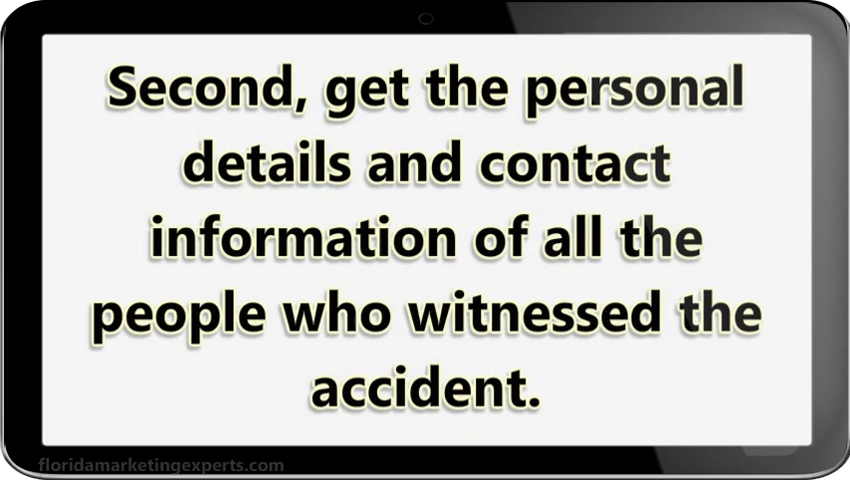 Second, get the personal
details and contact
information of all the
people who witnessed the
accident.
floridamarketingexperts.com